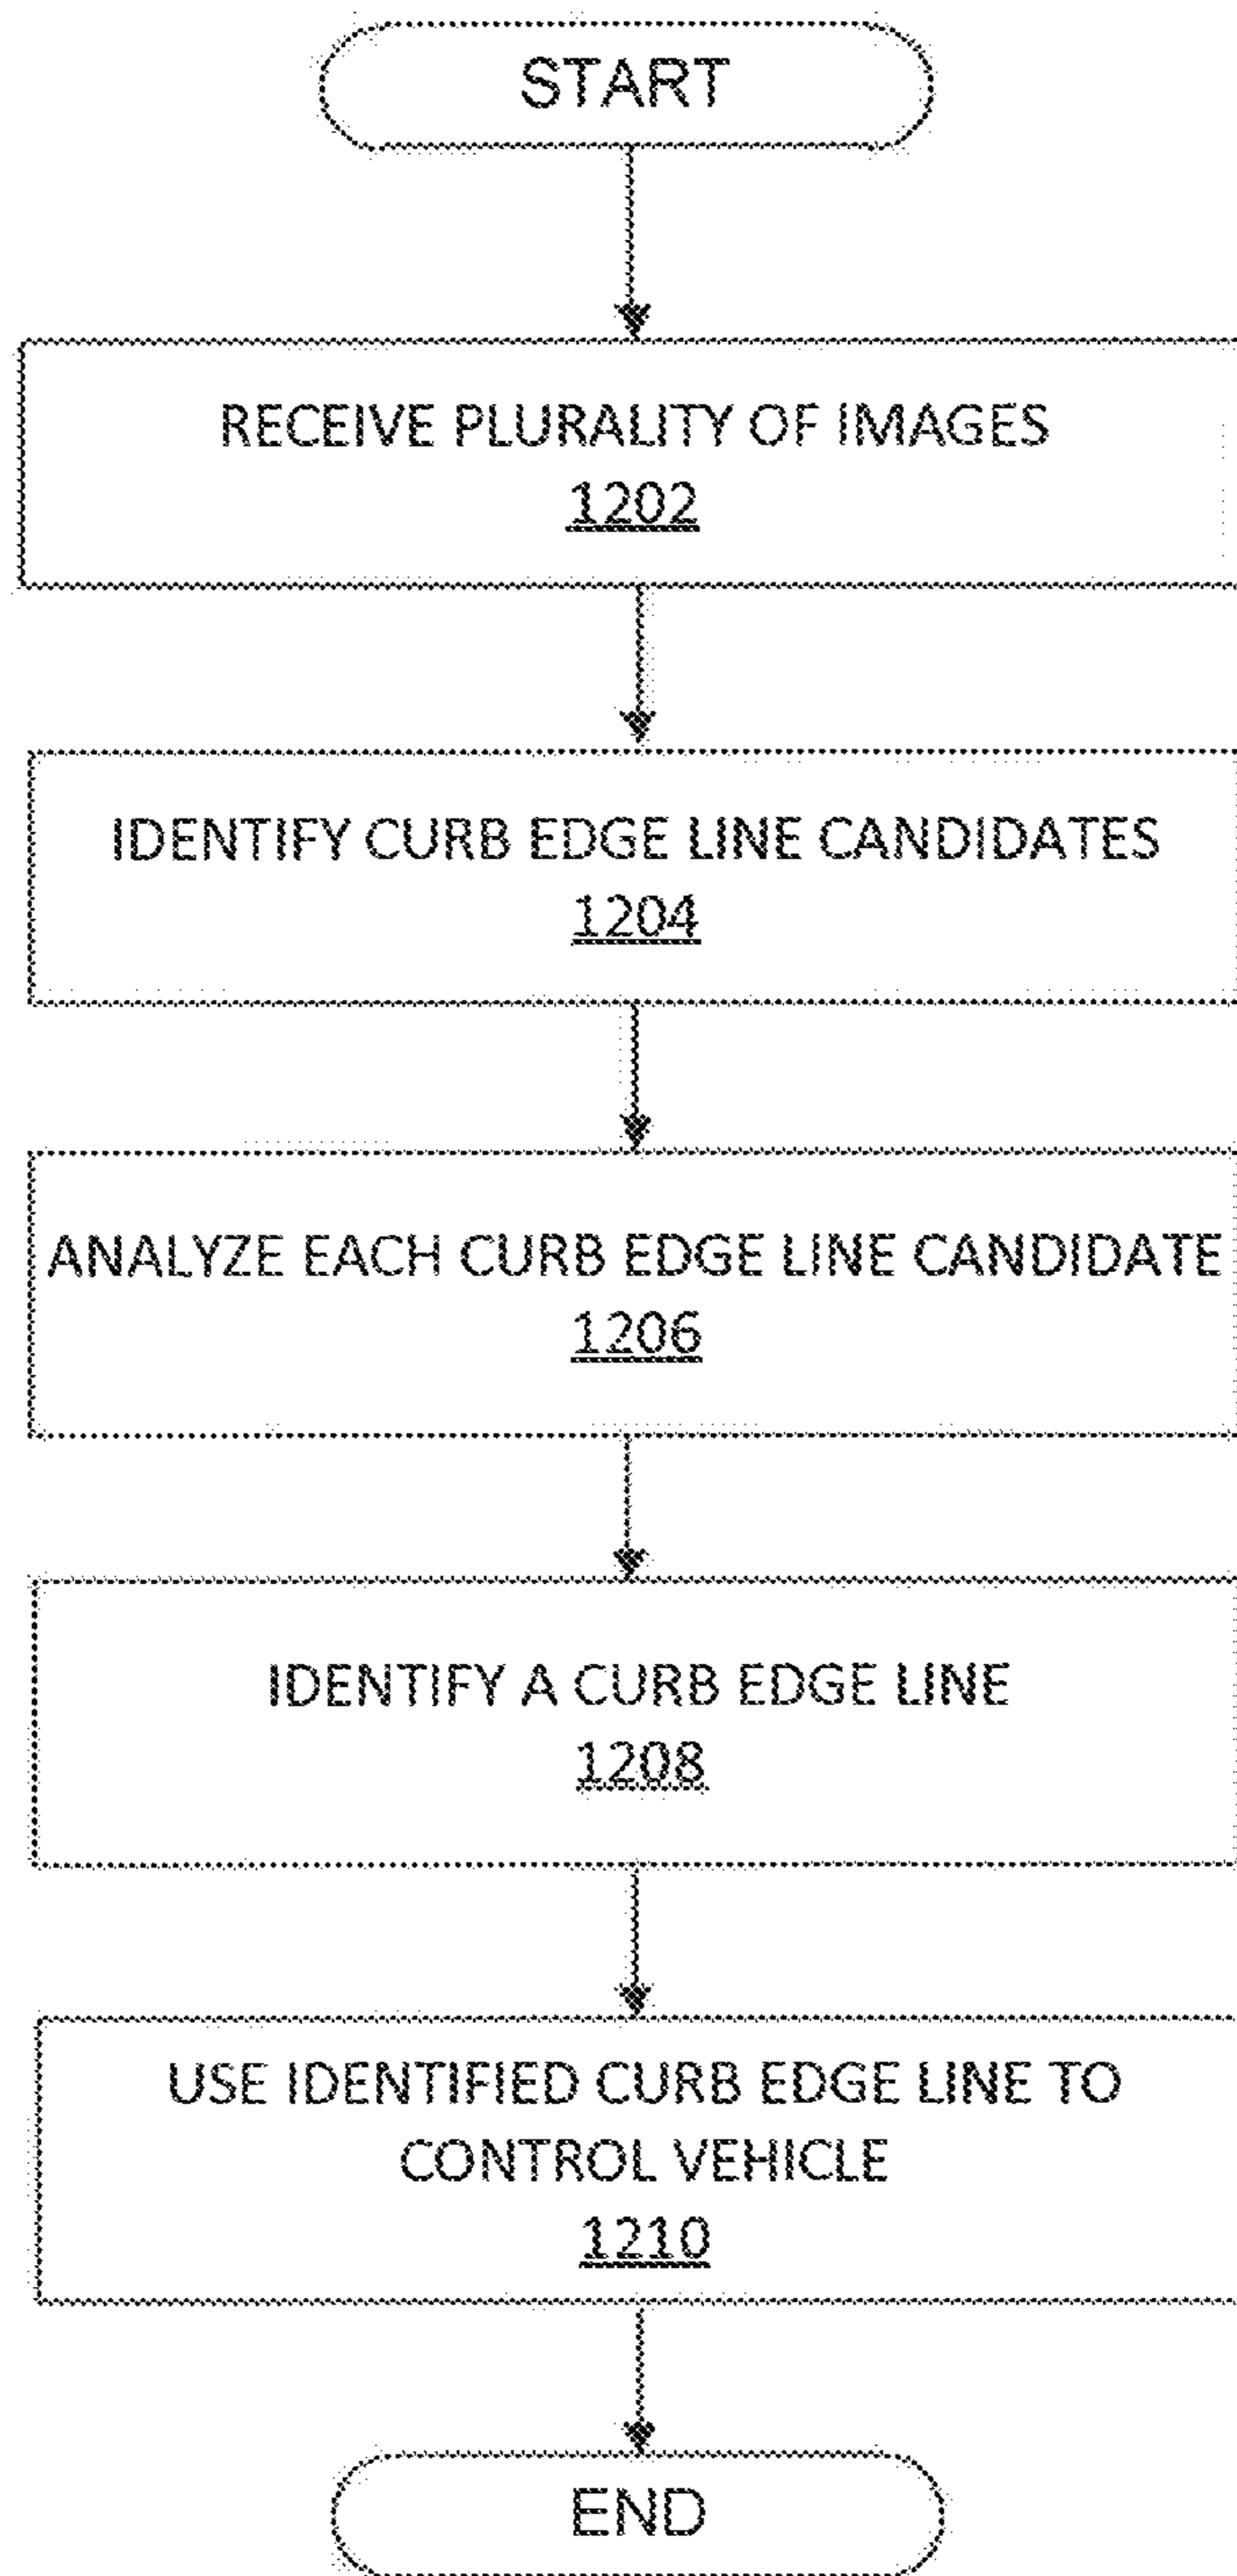 START
RECEIVE PLURALITY OF IMAGES
1202
IDENTIFY CURB EDGE LINE CANDIDATES
1204
ANALYZE EACH CURB EDGE LINE CANDIDATE
1206
IDENTIFY A CURB EDGE LINE
1208
USE IDENTIFIED CURB EDGE LINE TO
CONTROL VEHICLE
1210
END